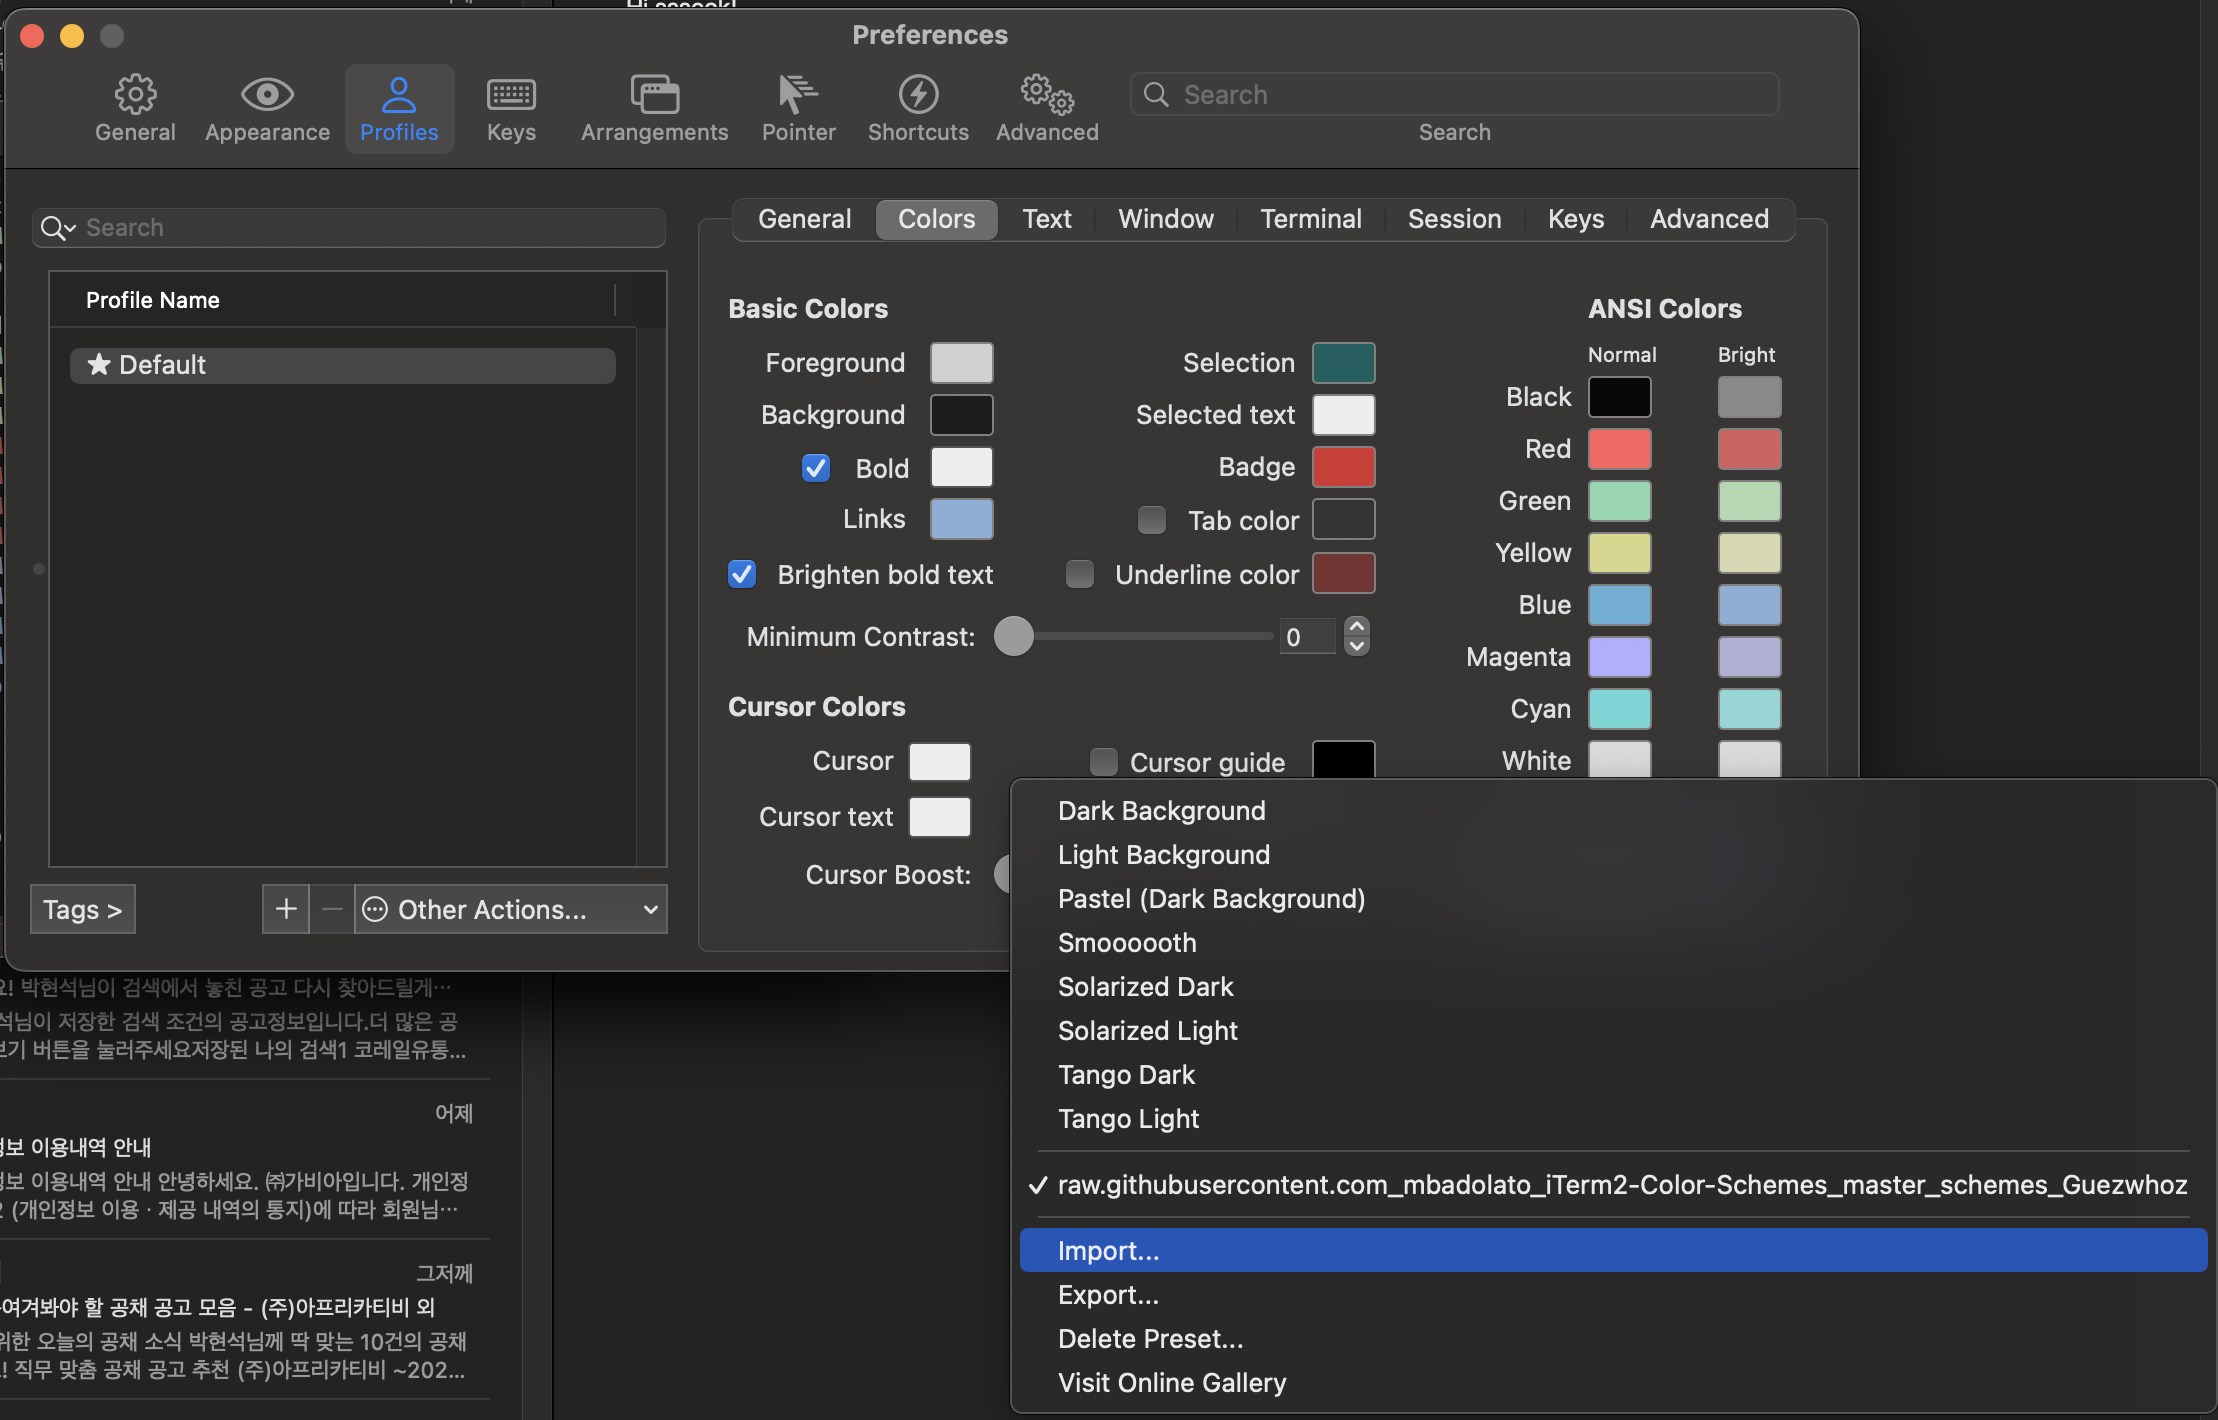 Hi
Preferences
General
Appearance
Profiles
Keys
Arrangements
Pointer
Shortcuts
Advanced
Search
Search
Search
Profile Name
Default
Tags >
+
−
Other Actions...
General
Colors
Text
Window
Terminal
Session
Keys
Advanced
Basic Colors
Foreground
Background
Bold
Links
Brighten bold text
Selection
Selected text
Badge
Tab color
Underline color
Minimum Contrast:
0
Cursor Colors
Cursor
Cursor guide
Cursor text
Cursor Boost:
ANSI Colors
Normal
Bright
Black
Red
Green
Yellow
Blue
Magenta
Cyan
White
Dark Background
Light Background
Pastel (Dark Background)
Smoooooth
Solarized Dark
Solarized Light
Tango Dark
Tango Light
✓ raw.githubusercontent.com_mbadolato_iTerm2-Color-Schemes_master_schemes_Guezwhoz
Import...
Export...
Delete Preset...
Visit Online Gallery
! 박현석님이 검색에서 놓친 공고 다시 찾아드릴게…
석님이 저장한 검색 조건의 공고정보입니다.더 많은 공
보기 버튼을 눌러주세요저장된 나의 검색1 코레일유통...
어제
정보 이용내역 안내
정보 이용내역 안내 안녕하세요. ㈜가비아입니다. 개인정
(개인정보 이용 · 제공 내역의 통지)에 따라 회원님…
그저께
여겨봐야 할 공채 공고 모음 - (주)아프리카티비 외
위한 오늘의 공채 소식 박현석님께 딱 맞는 10건의 공채
! 직무 맞춤 공채 공고 추천 (주)아프리카티비 ~202...